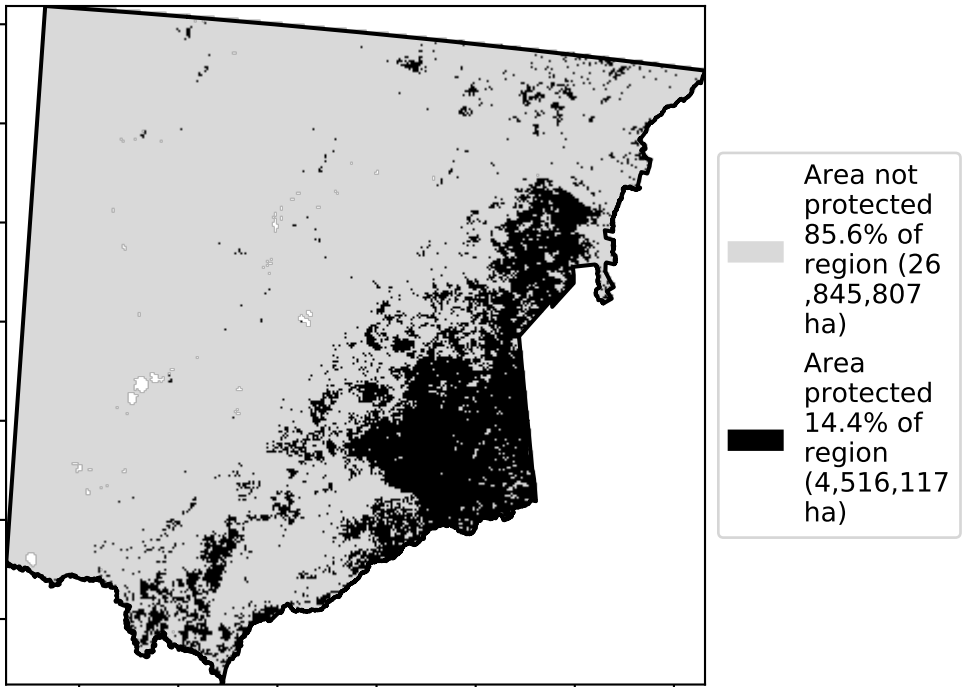 Area not
protected
85.6% of
region (26
,845,807
ha)
Area
protected
14.4% of
region
(4,516,117
ha)